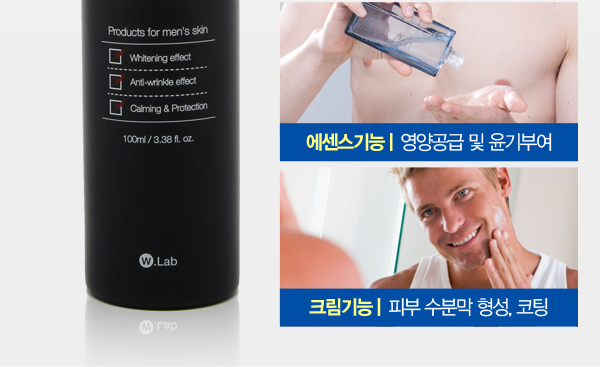 Products for men's skin
Whitening effect
Anti-wrinkle effect
Calming & Protection
100ml / 3.38 fl. oz.
W.Lab
에센스기능 | 영양공급 및 윤기부여
크림기능 | 피부 수분막 형성, 코팅